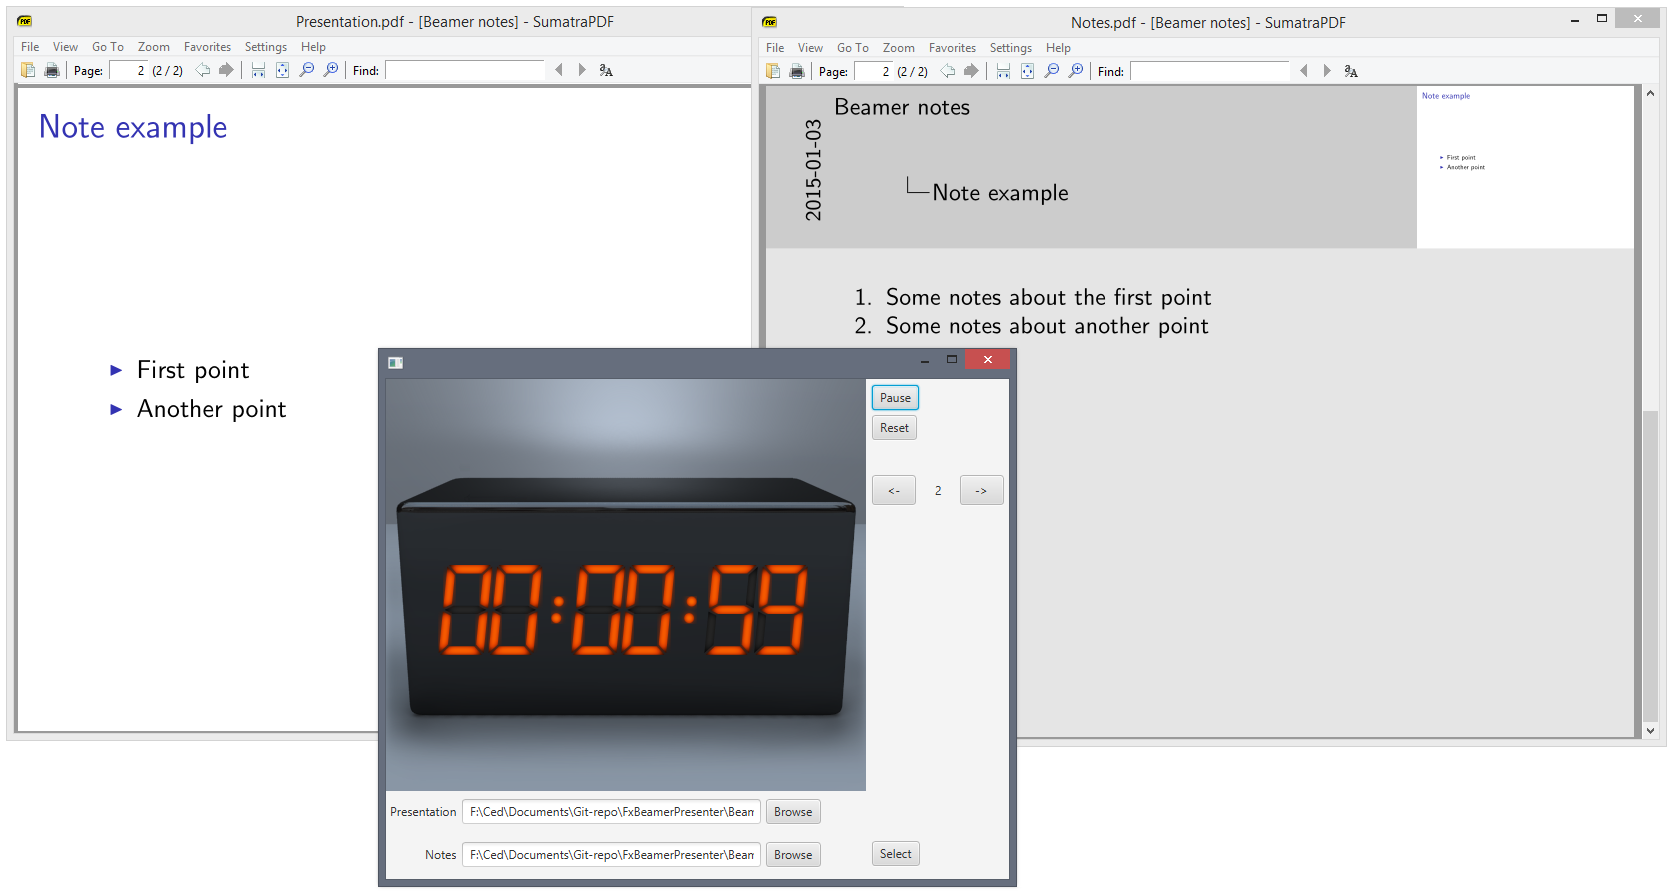 Presentation.pdf - [Beamer notes] - SumatraPDF
File View Go To Zoom Favorites Settings Help
Page: 2 (2 / 2) Find:
Note example
First point
Another point
Notes.pdf - [Beamer notes] - SumatraPDF
File View Go To Zoom Favorites Settings Help
Page: 2 (2 / 2) Find:
2015-01-03
Beamer notes
Note example
Note example
First point
Another point
1. Some notes about the first point
2. Some notes about another point
Pause
Reset
<- 2 ->
00:00:59
Presentation F:\Ced\Documents\Git-repo\FxBeamerPresenter\Beam Browse
Notes F:\Ced\Documents\Git-repo\FxBeamerPresenter\Beam Browse Select